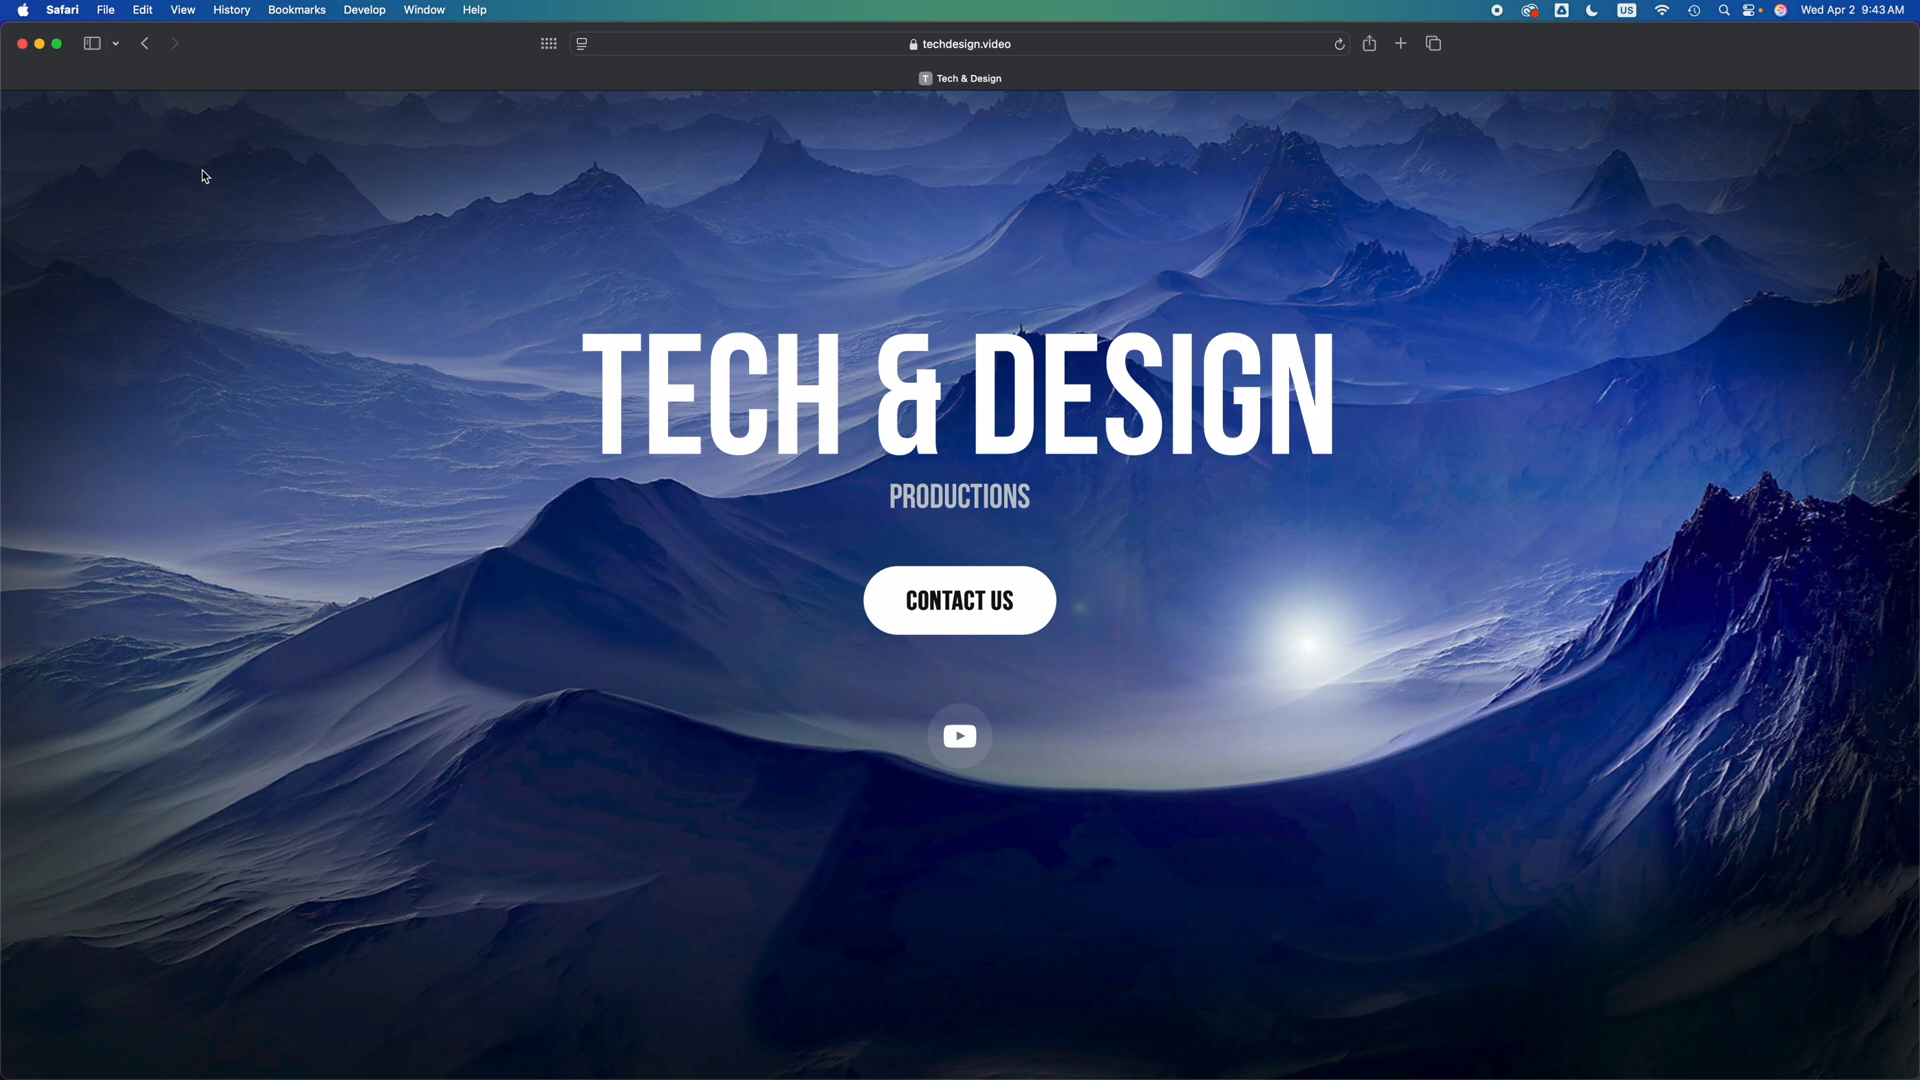 Safari File Edit View History Bookmarks Develop Window Help US Wed Apr 2 9:43 AM
techdesign.video
T Tech & Design
TECH & DESIGN
PRODUCTIONS
CONTACT US